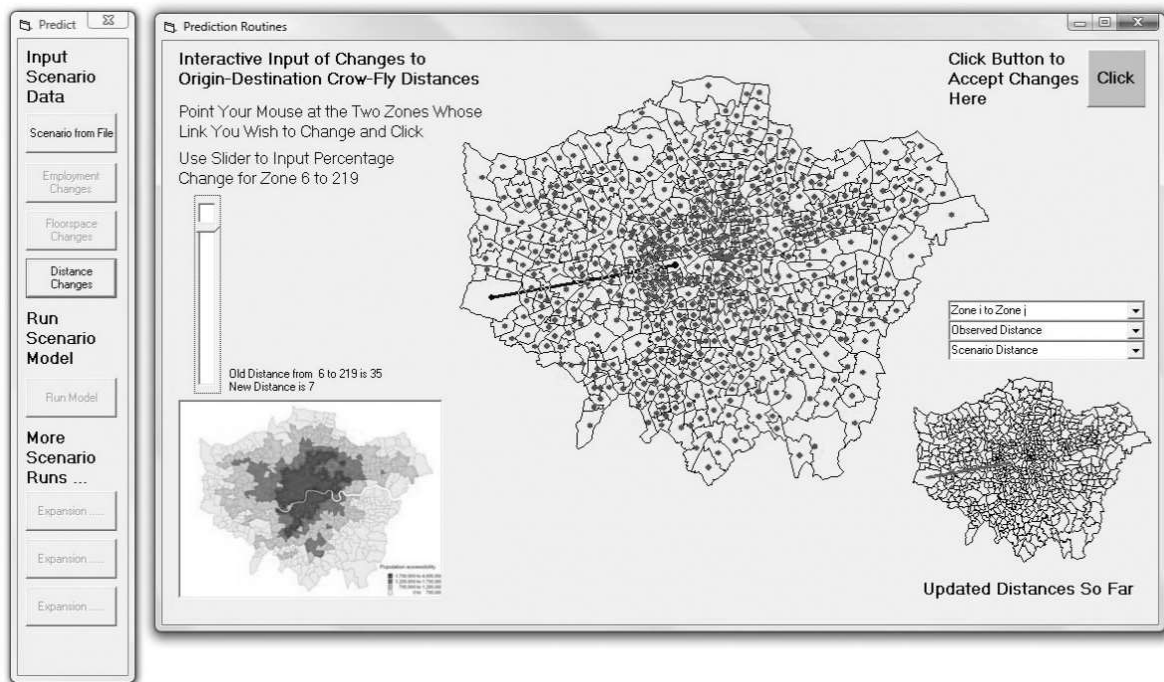 Predict
Input
Scenario
Data
Scenario from File
Employment
Changes
Floorspace
Changes
Distance
Changes
Run
Scenario
Model
Run Model
More
Scenario
Runs ...
Expansion .....
Expansion .....
Expansion .....
Prediction Routines
Interactive Input of Changes to
Origin-Destination Crow-Fly Distances
Point Your Mouse at the Two Zones Whose
Link You Wish to Change and Click
Use Slider to Input Percentage
Change for Zone 6 to 219
Old Distance from 6 to 219 is 35
New Distance is 7
Population accessibility
Click Button to
Accept Changes
Here
Click
Zone i to Zone j
Observed Distance
Scenario Distance
Updated Distances So Far